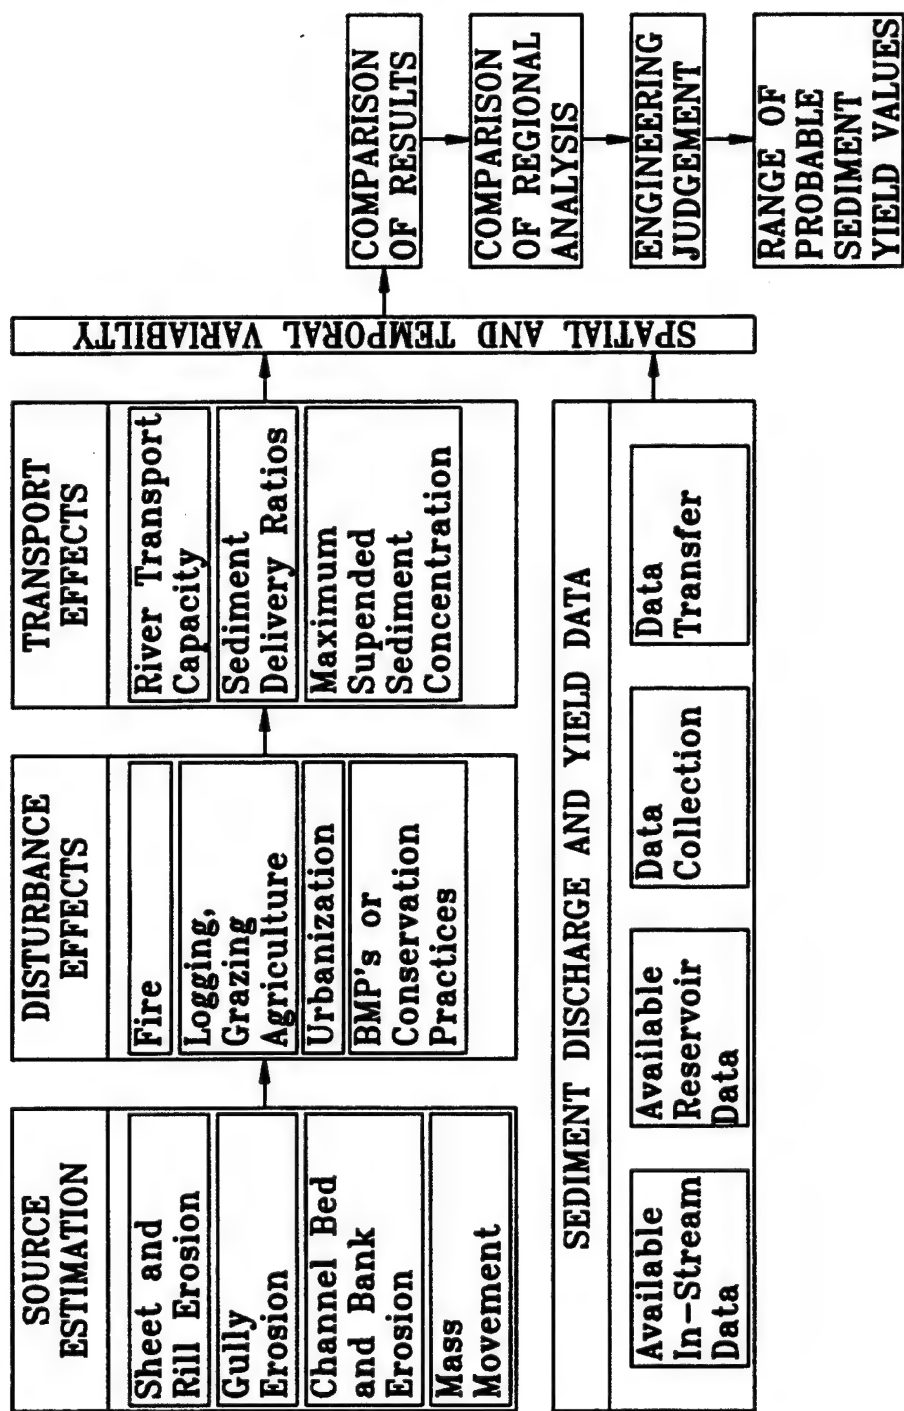 SOURCE
ESTIMATION
Sheet and
Rill Erosion
Gully
Erosion
Channel Bed
and Bank
Erosion
Mass
Movement
DISTURBANCE
EFFECTS
Fire
Logging,
Grazing
Agriculture
Urbanization
BMP's or
Conservation
Practices
TRANSPORT
EFFECTS
River Transport
Capacity
Sediment
Delivery Ratios
Maximum
Supended
Sediment
Concentration
SEDIMENT DISCHARGE AND YIELD DATA
Available
In-Stream
Data
Available
Reservoir
Data
Data
Collection
Data
Transfer
SPATIAL AND TEMPORAL VARIABILITY
COMPARISON
OF RESULTS
COMPARISON
OF REGIONAL
ANALYSIS
ENGINEERING
JUDGEMENT
RANGE OF
PROBABLE
SEDIMENT
YIELD VALUES